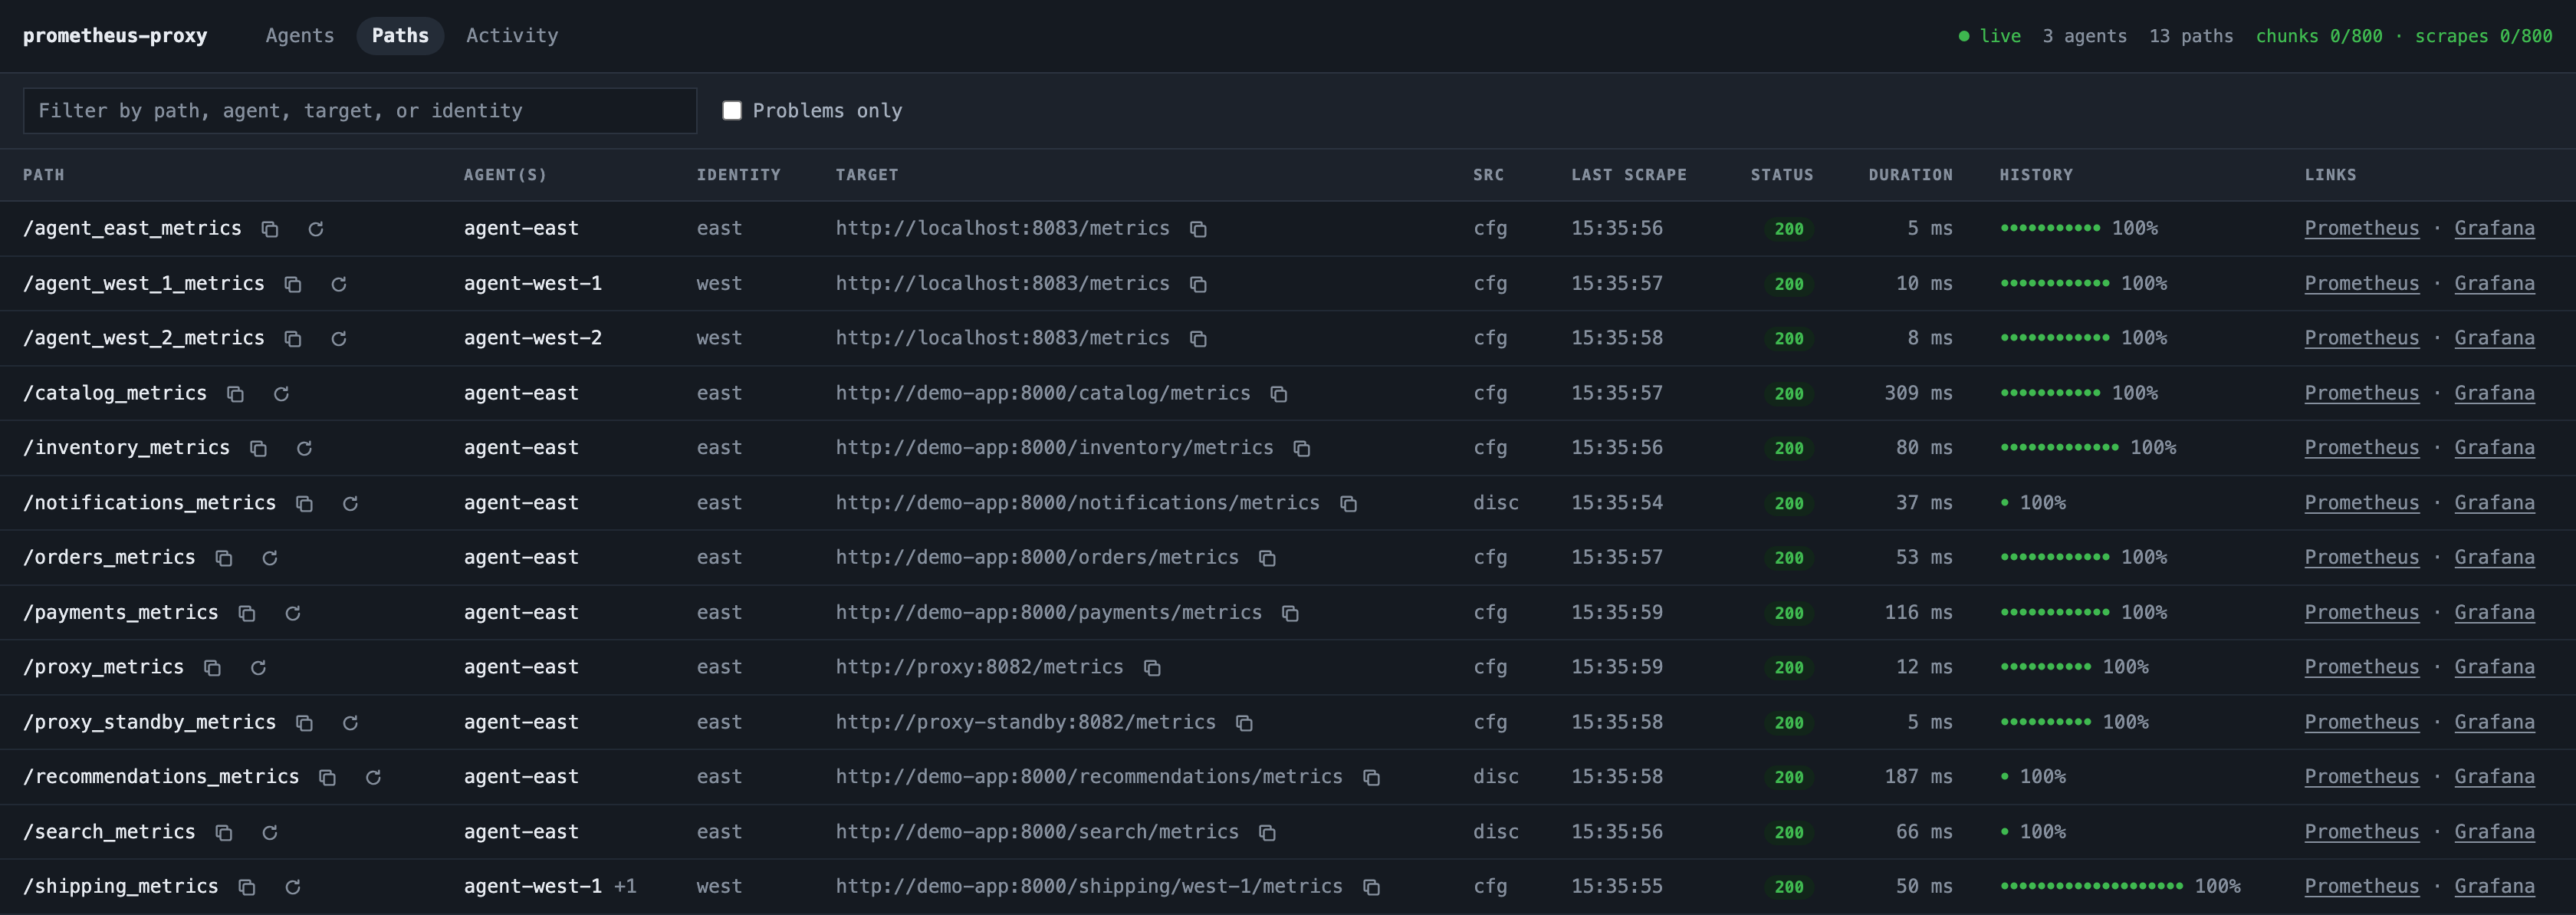 prometheus-proxy Agents Paths Activity live 3 agents 13 paths chunks 0/800 · scrapes 0/800
Filter by path, agent, target, or identity Problems only
PATH AGENT(S) IDENTITY TARGET SRC LAST SCRAPE STATUS DURATION HISTORY LINKS
/agent_east_metrics agent-east east http://localhost:8083/metrics cfg 15:35:56 200 5 ms 100% Prometheus · Grafana
/agent_west_1_metrics agent-west-1 west http://localhost:8083/metrics cfg 15:35:57 200 10 ms 100% Prometheus · Grafana
/agent_west_2_metrics agent-west-2 west http://localhost:8083/metrics cfg 15:35:58 200 8 ms 100% Prometheus · Grafana
/catalog_metrics agent-east east http://demo-app:8000/catalog/metrics cfg 15:35:57 200 309 ms 100% Prometheus · Grafana
/inventory_metrics agent-east east http://demo-app:8000/inventory/metrics cfg 15:35:56 200 80 ms 100% Prometheus · Grafana
/notifications_metrics agent-east east http://demo-app:8000/notifications/metrics disc 15:35:54 200 37 ms 100% Prometheus · Grafana
/orders_metrics agent-east east http://demo-app:8000/orders/metrics cfg 15:35:57 200 53 ms 100% Prometheus · Grafana
/payments_metrics agent-east east http://demo-app:8000/payments/metrics cfg 15:35:59 200 116 ms 100% Prometheus · Grafana
/proxy_metrics agent-east east http://proxy:8082/metrics cfg 15:35:59 200 12 ms 100% Prometheus · Grafana
/proxy_standby_metrics agent-east east http://proxy-standby:8082/metrics cfg 15:35:58 200 5 ms 100% Prometheus · Grafana
/recommendations_metrics agent-east east http://demo-app:8000/recommendations/metrics disc 15:35:58 200 187 ms 100% Prometheus · Grafana
/search_metrics agent-east east http://demo-app:8000/search/metrics disc 15:35:56 200 66 ms 100% Prometheus · Grafana
/shipping_metrics agent-west-1 +1 west http://demo-app:8000/shipping/west-1/metrics cfg 15:35:55 200 50 ms 100% Prometheus · Grafana